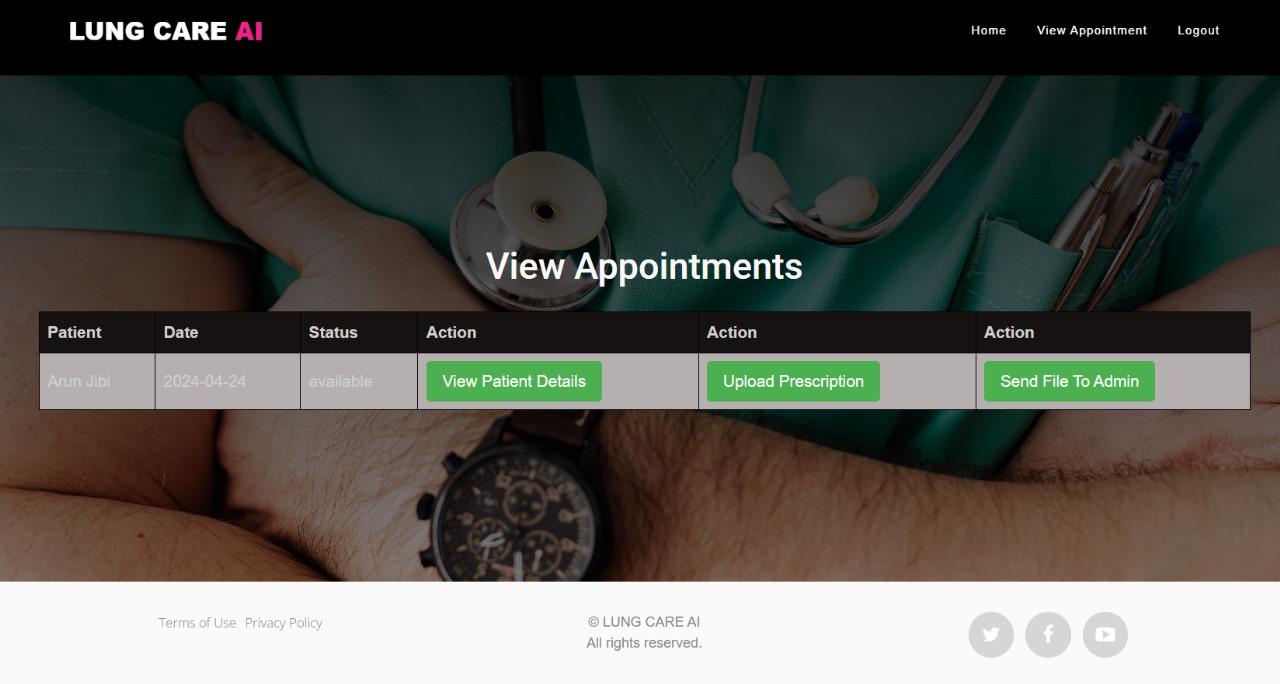 LUNG CARE AI
Home View Appointment Logout
View Appointments
Patient Date Status Action Action Action
Arun Jibi 2024-04-24 available View Patient Details Upload Prescription Send File To Admin
Terms of Use Privacy Policy
© LUNG CARE AI
All rights reserved.